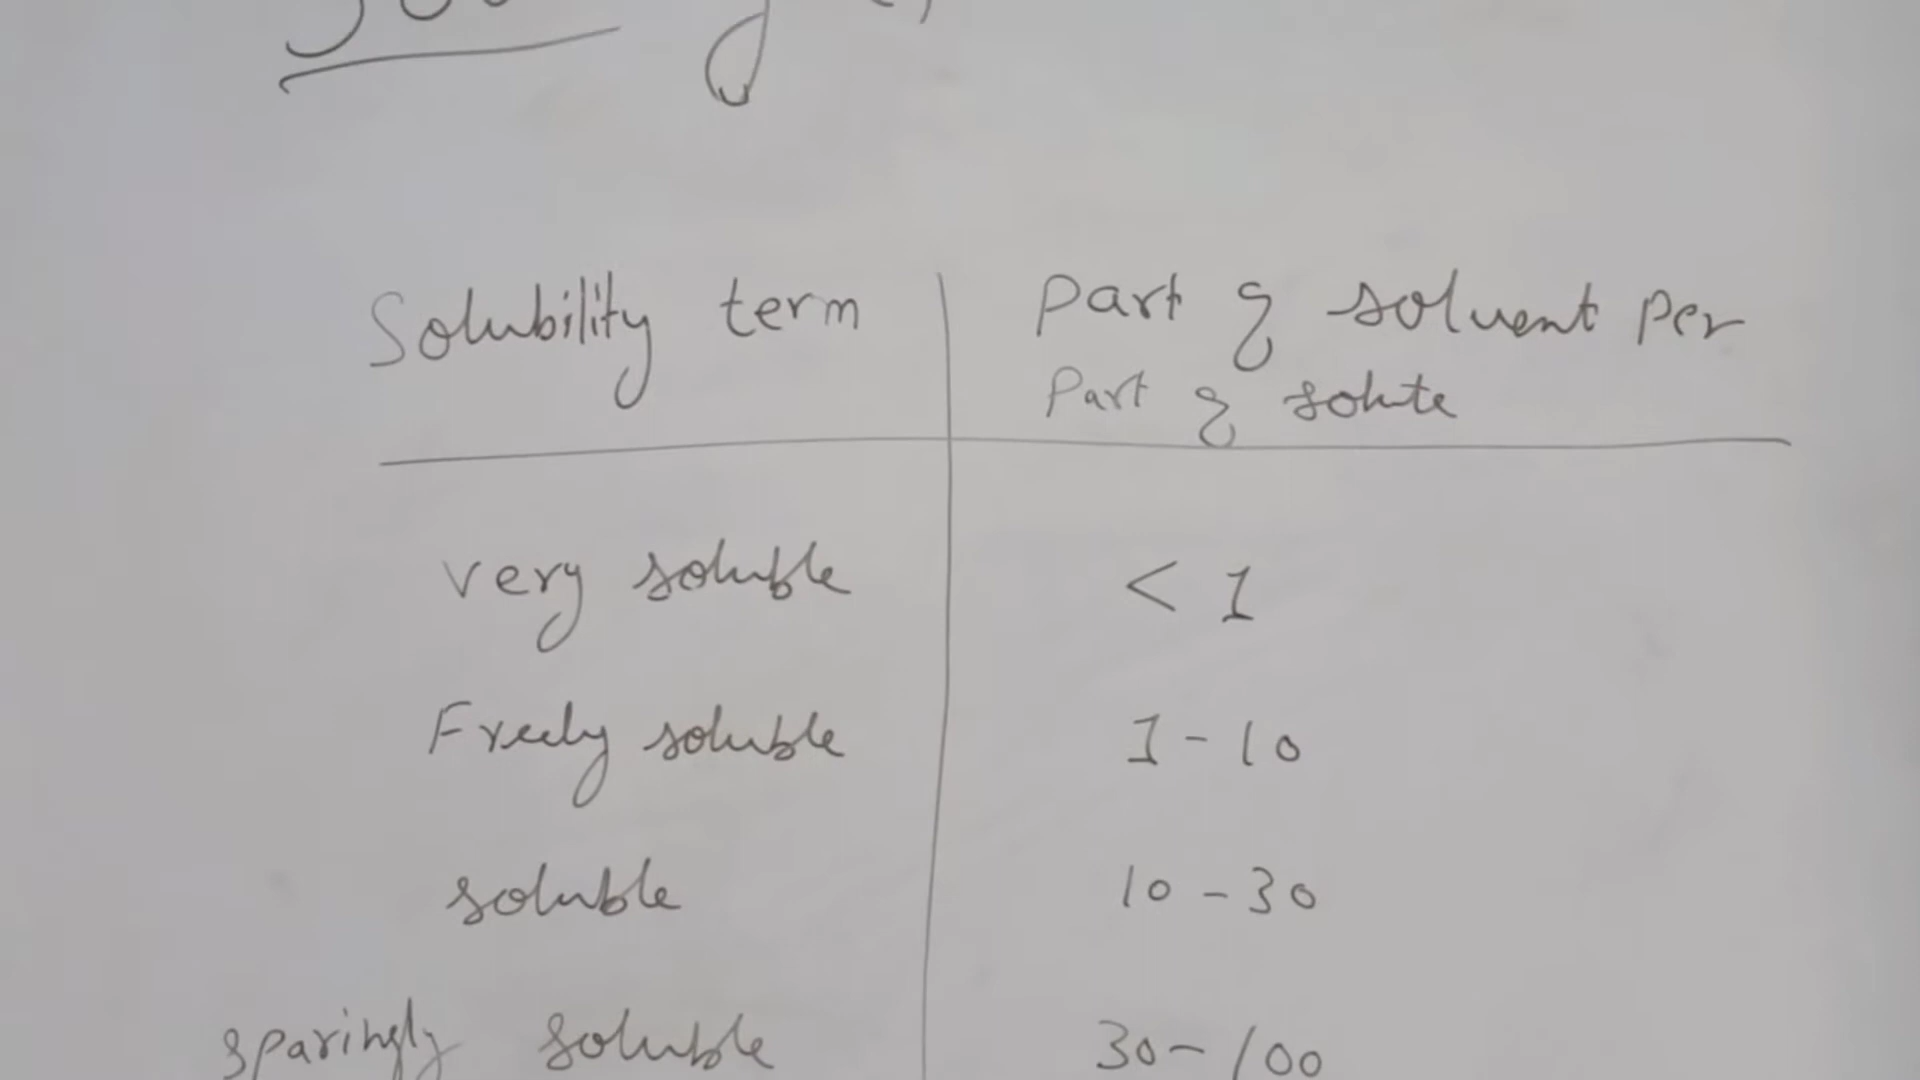 Solubility term | Part of solvent per
Part of solute
very soluble < 1
Freely soluble 1 - 10
soluble 10 - 30
sparingly soluble 30 - 100